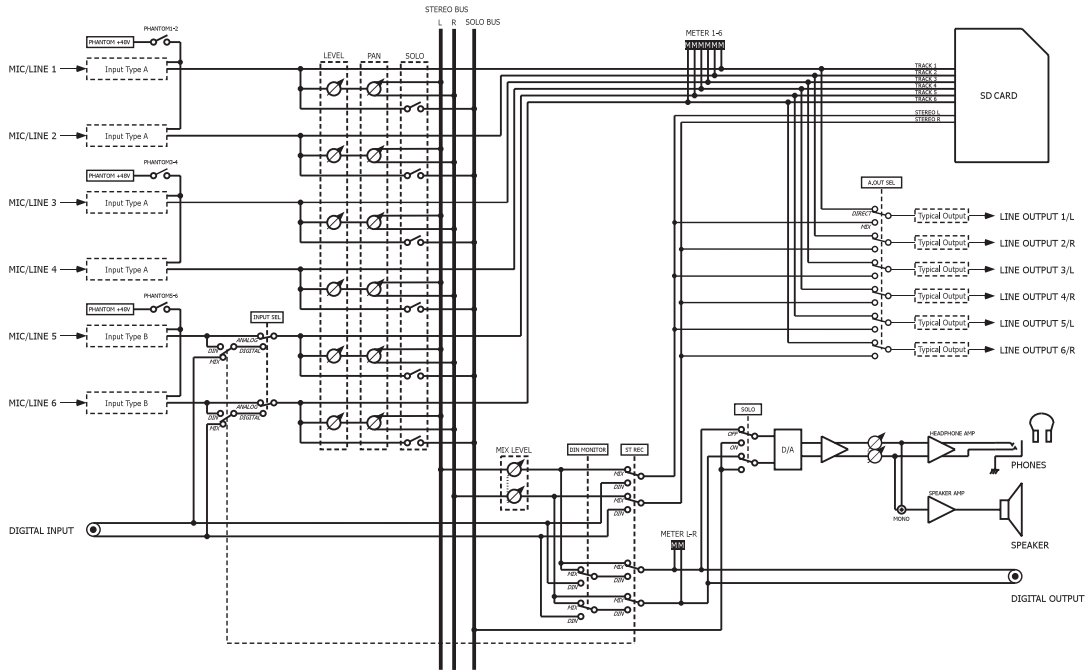 STEREO BUS
L R SOLO BUS
PHANTOM1-2
PHANTOM +48V
METER 1-6
MMMMMM
LEVEL PAN SOLO
MIC/LINE 1 Input Type A
TRACK 1
TRACK 2
TRACK 3
TRACK 4
TRACK 5
TRACK 6
STEREO L
STEREO R
SD CARD
MIC/LINE 2 Input Type A
PHANTOM3-4
PHANTOM +48V
MIC/LINE 3 Input Type A
A.OUT SEL
DIRECT
MIX
Typical Output LINE OUTPUT 1/L
Typical Output LINE OUTPUT 2/R
MIC/LINE 4 Input Type A
Typical Output LINE OUTPUT 3/L
Typical Output LINE OUTPUT 4/R
PHANTOM5-6
PHANTOM +48V
INPUT SEL
MIC/LINE 5 Input Type B
ANALOG
DIN
DIGITAL
MIX
Typical Output LINE OUTPUT 5/L
Typical Output LINE OUTPUT 6/R
MIC/LINE 6 Input Type B
ANALOG
DIN
DIGITAL
MIX
MIX LEVEL
DIN MONITOR
ST REC
MIX
DIN
MIX
DIN
SOLO
OFF
ON
D/A
HEADPHONE AMP
PHONES
SPEAKER AMP
MONO
SPEAKER
DIGITAL INPUT
METER L-R
MM
MIX
DIN
MIX
DIN
MIX
DIN
MIX
DIN
DIGITAL OUTPUT